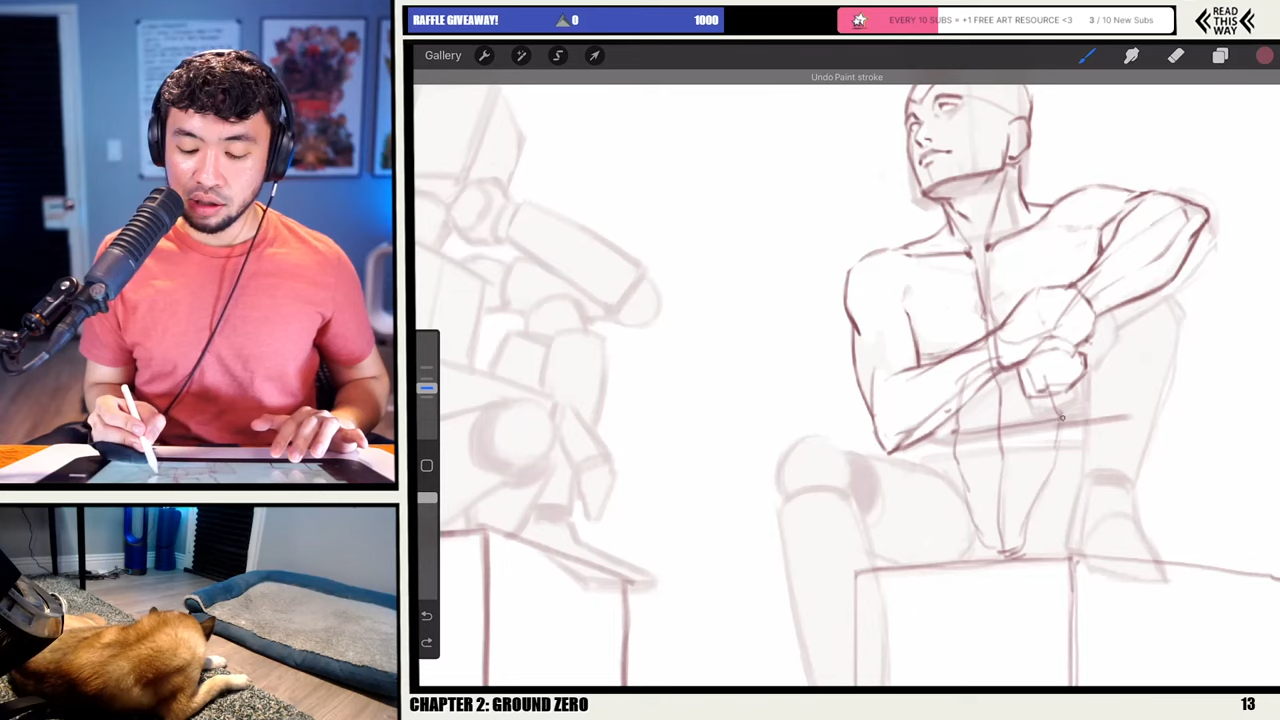 RAFFLE GIVEAWAY! 0 1000
EVERY 10 SUBS = +1 FREE ART RESOURCE <3 3 / 10 New Subs
READ
THIS
WAY
Gallery
Undo Paint stroke
CHAPTER 2: GROUND ZERO
13